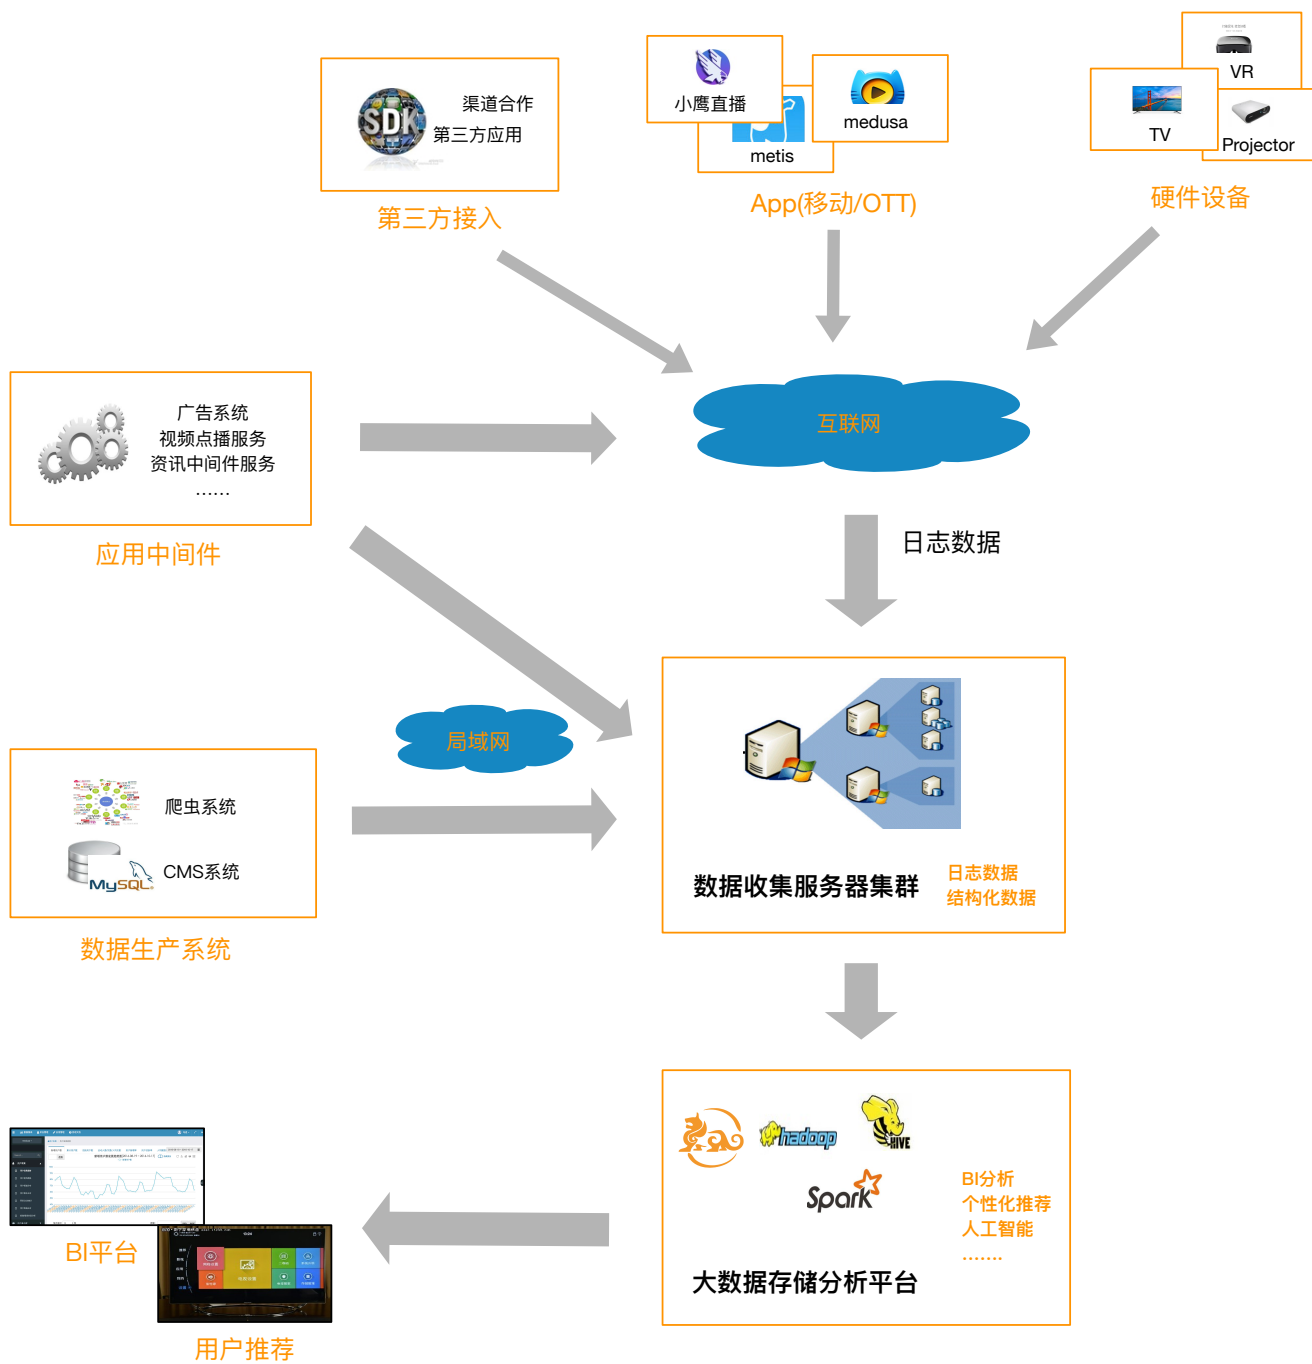 SDK
渠道合作
第三方应用
第三方接入
小鹰直播
metis
medusa
App(移动/OTT)
VR
TV
Projector
硬件设备
广告系统
视频点播服务
资讯中间件服务
……
应用中间件
互联网
日志数据
局域网
爬虫系统
MySQL
CMS系统
数据生产系统
数据收集服务器集群
日志数据
结构化数据
hadoop
HIVE
Spark
BI分析
个性化推荐
人工智能
…….
大数据存储分析平台
BI平台
用户推荐